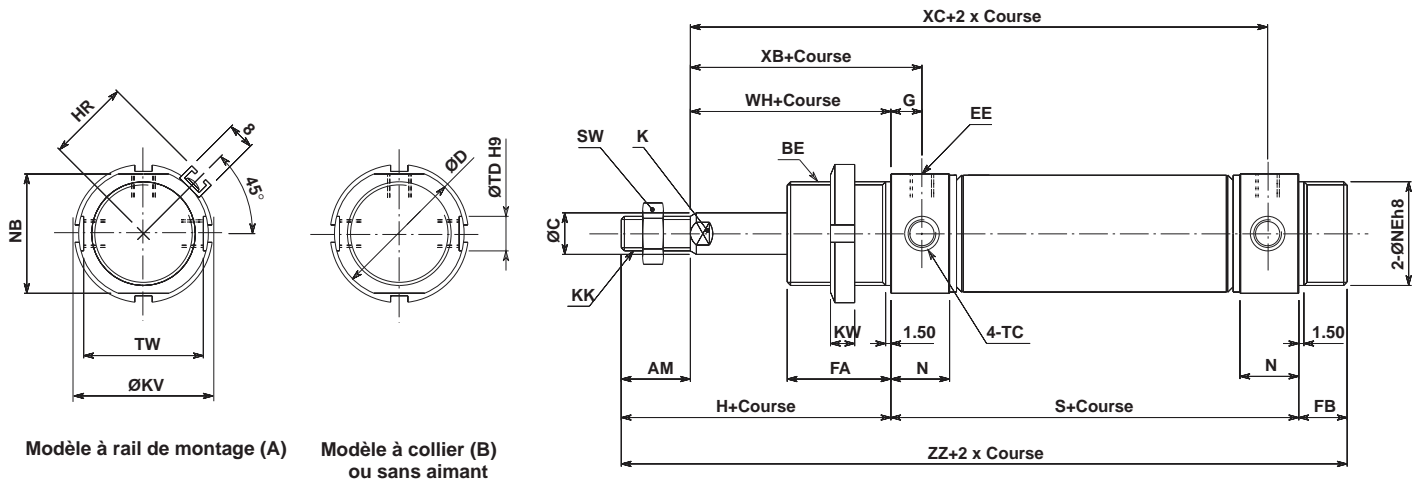 XC+2 x Course
XB+Course
WH+Course
G
EE
SW
K
BE
HR
8
45°
ØD
ØTD H9
NB
ØC
2-ØNEh8
KK
KW
1.50
4-TC
1.50
TW
AM
FA
N
N
ØKV
H+Course
S+Course
FB
ZZ+2 x Course
Modèle à rail de montage (A)
Modèle à collier (B)
ou sans aimant